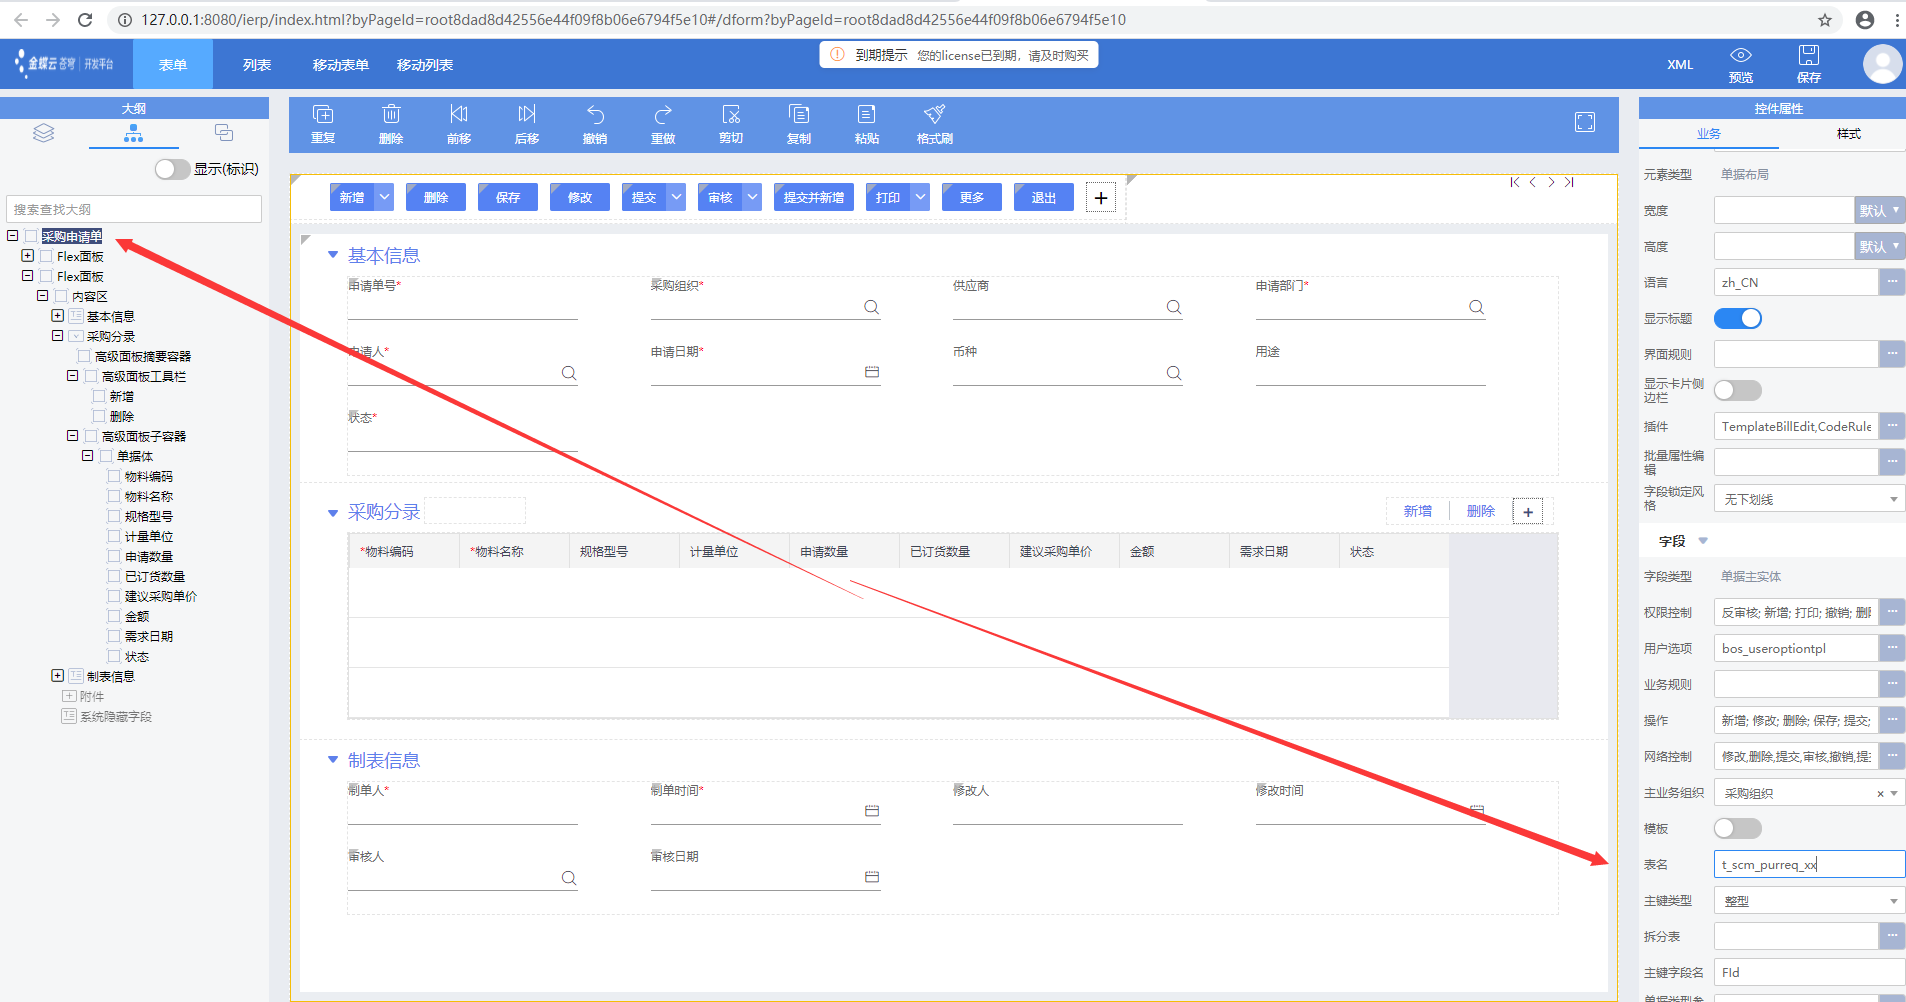 127.0.0.1:8080/ierp/index.html?byPageId=root8dad8d42556e44f09f8b06e6794f5e10#/dform?byPageId=root8dad8d42556e44f09f8b06e6794f5e10
金蝶云 苍穹 | 开发平台
表单
列表
移动表单
移动列表
到期提示 您的license已到期，请及时购买
XML
预览
保存
大纲
显示(标识)
搜索查找大纲
采购申请单
Flex面板
Flex面板
内容区
基本信息
采购分录
高级面板摘要容器
高级面板工具栏
新增
删除
高级面板子容器
单据体
物料编码
物料名称
规格型号
计量单位
申请数量
已订货数量
建议采购单价
金额
需求日期
状态
制表信息
附件
系统隐藏字段
重复
删除
前移
后移
撤销
重做
剪切
复制
粘贴
格式刷
新增
删除
保存
修改
提交
审核
提交并新增
打印
更多
退出
+
基本信息
申请单号*
采购组织*
供应商
申请部门*
申请人*
申请日期*
币种
用途
状态*
采购分录
新增
删除
+
*物料编码
*物料名称
规格型号
计量单位
申请数量
已订货数量
建议采购单价
金额
需求日期
状态
制表信息
制单人*
制单时间*
修改人
修改时间
审核人
审核日期
控件属性
业务
样式
元素类型 单据布局
宽度 默认
高度 默认
语言 zh_CN
显示标题
界面规则
显示卡片侧
边栏
插件 TemplateBillEdit,CodeRule
批量属性编
辑
字段锁定风
格
无下划线
字段
字段类型 单据主实体
权限控制 反审核; 新增; 打印; 撤销; 删
用户选项 bos_useroptiontpl
业务规则
操作 新增; 修改; 删除; 保存; 提交;
网络控制 修改,删除,提交,审核,撤销,提
主业务组织 采购组织
模板
表名 t_scm_purreq_xx
主键类型 整型
拆分表
主键字段名 FId